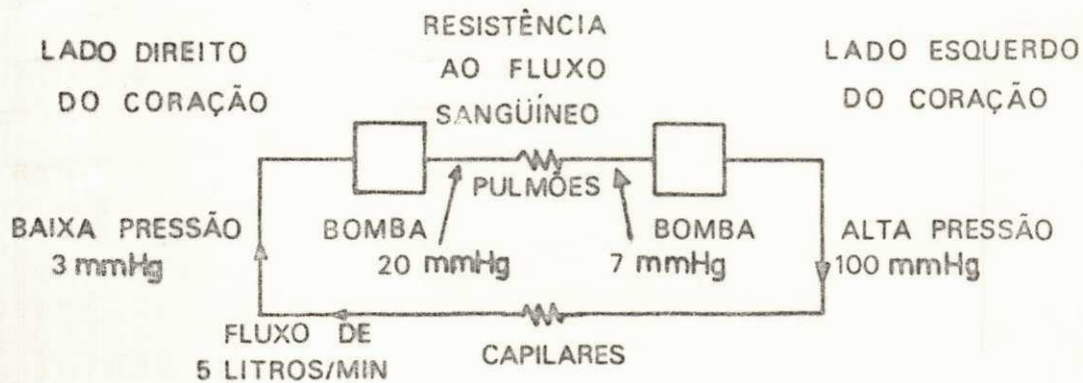 LADO DIREITO
DO CORAÇÃO
RESISTÊNCIA
AO FLUXO
SANGÜÍNEO
LADO ESQUERDO
DO CORAÇÃO
PULMÕES
BAIXA PRESSÃO
3 mmHg
BOMBA
20 mmHg
BOMBA
7 mmHg
ALTA PRESSÃO
100 mmHg
FLUXO DE
5 LITROS/MIN
CAPILARES